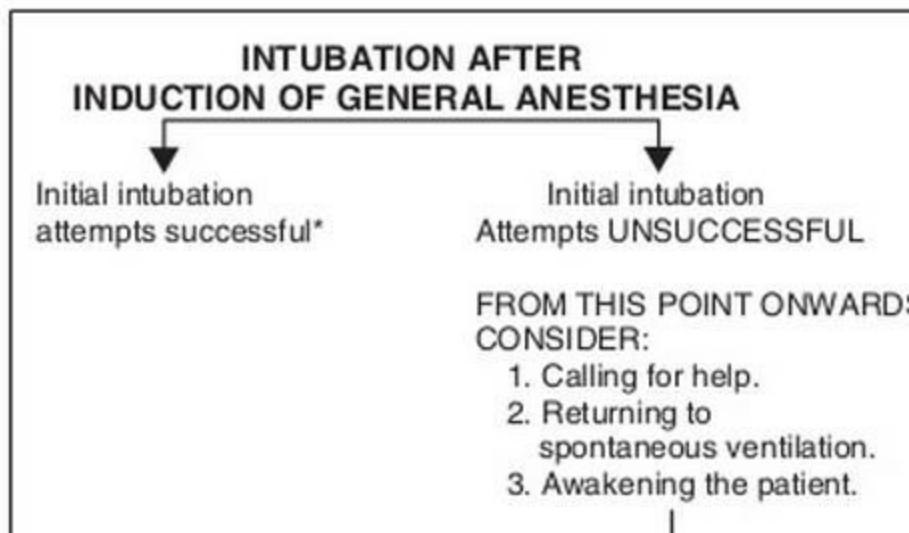 INTUBATION AFTER
INDUCTION OF GENERAL ANESTHESIA
Initial intubation
attempts successful*
Initial intubation
Attempts UNSUCCESSFUL
FROM THIS POINT ONWARDS
CONSIDER:
1. Calling for help.
2. Returning to
spontaneous ventilation.
3. Awakening the patient.